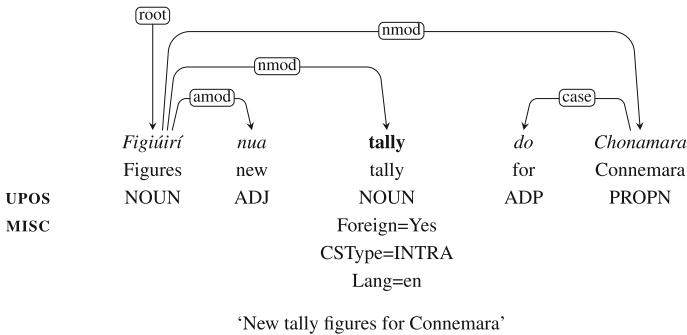 root
nmod
nmod
amod case
Figiúirí nua tally do Chonamara
Figures new tally for Connemara
UPOS NOUN ADJ NOUN ADP PROPN
MISC Foreign=Yes
CSType=INTRA
Lang=en
‘New tally figures for Connemara’